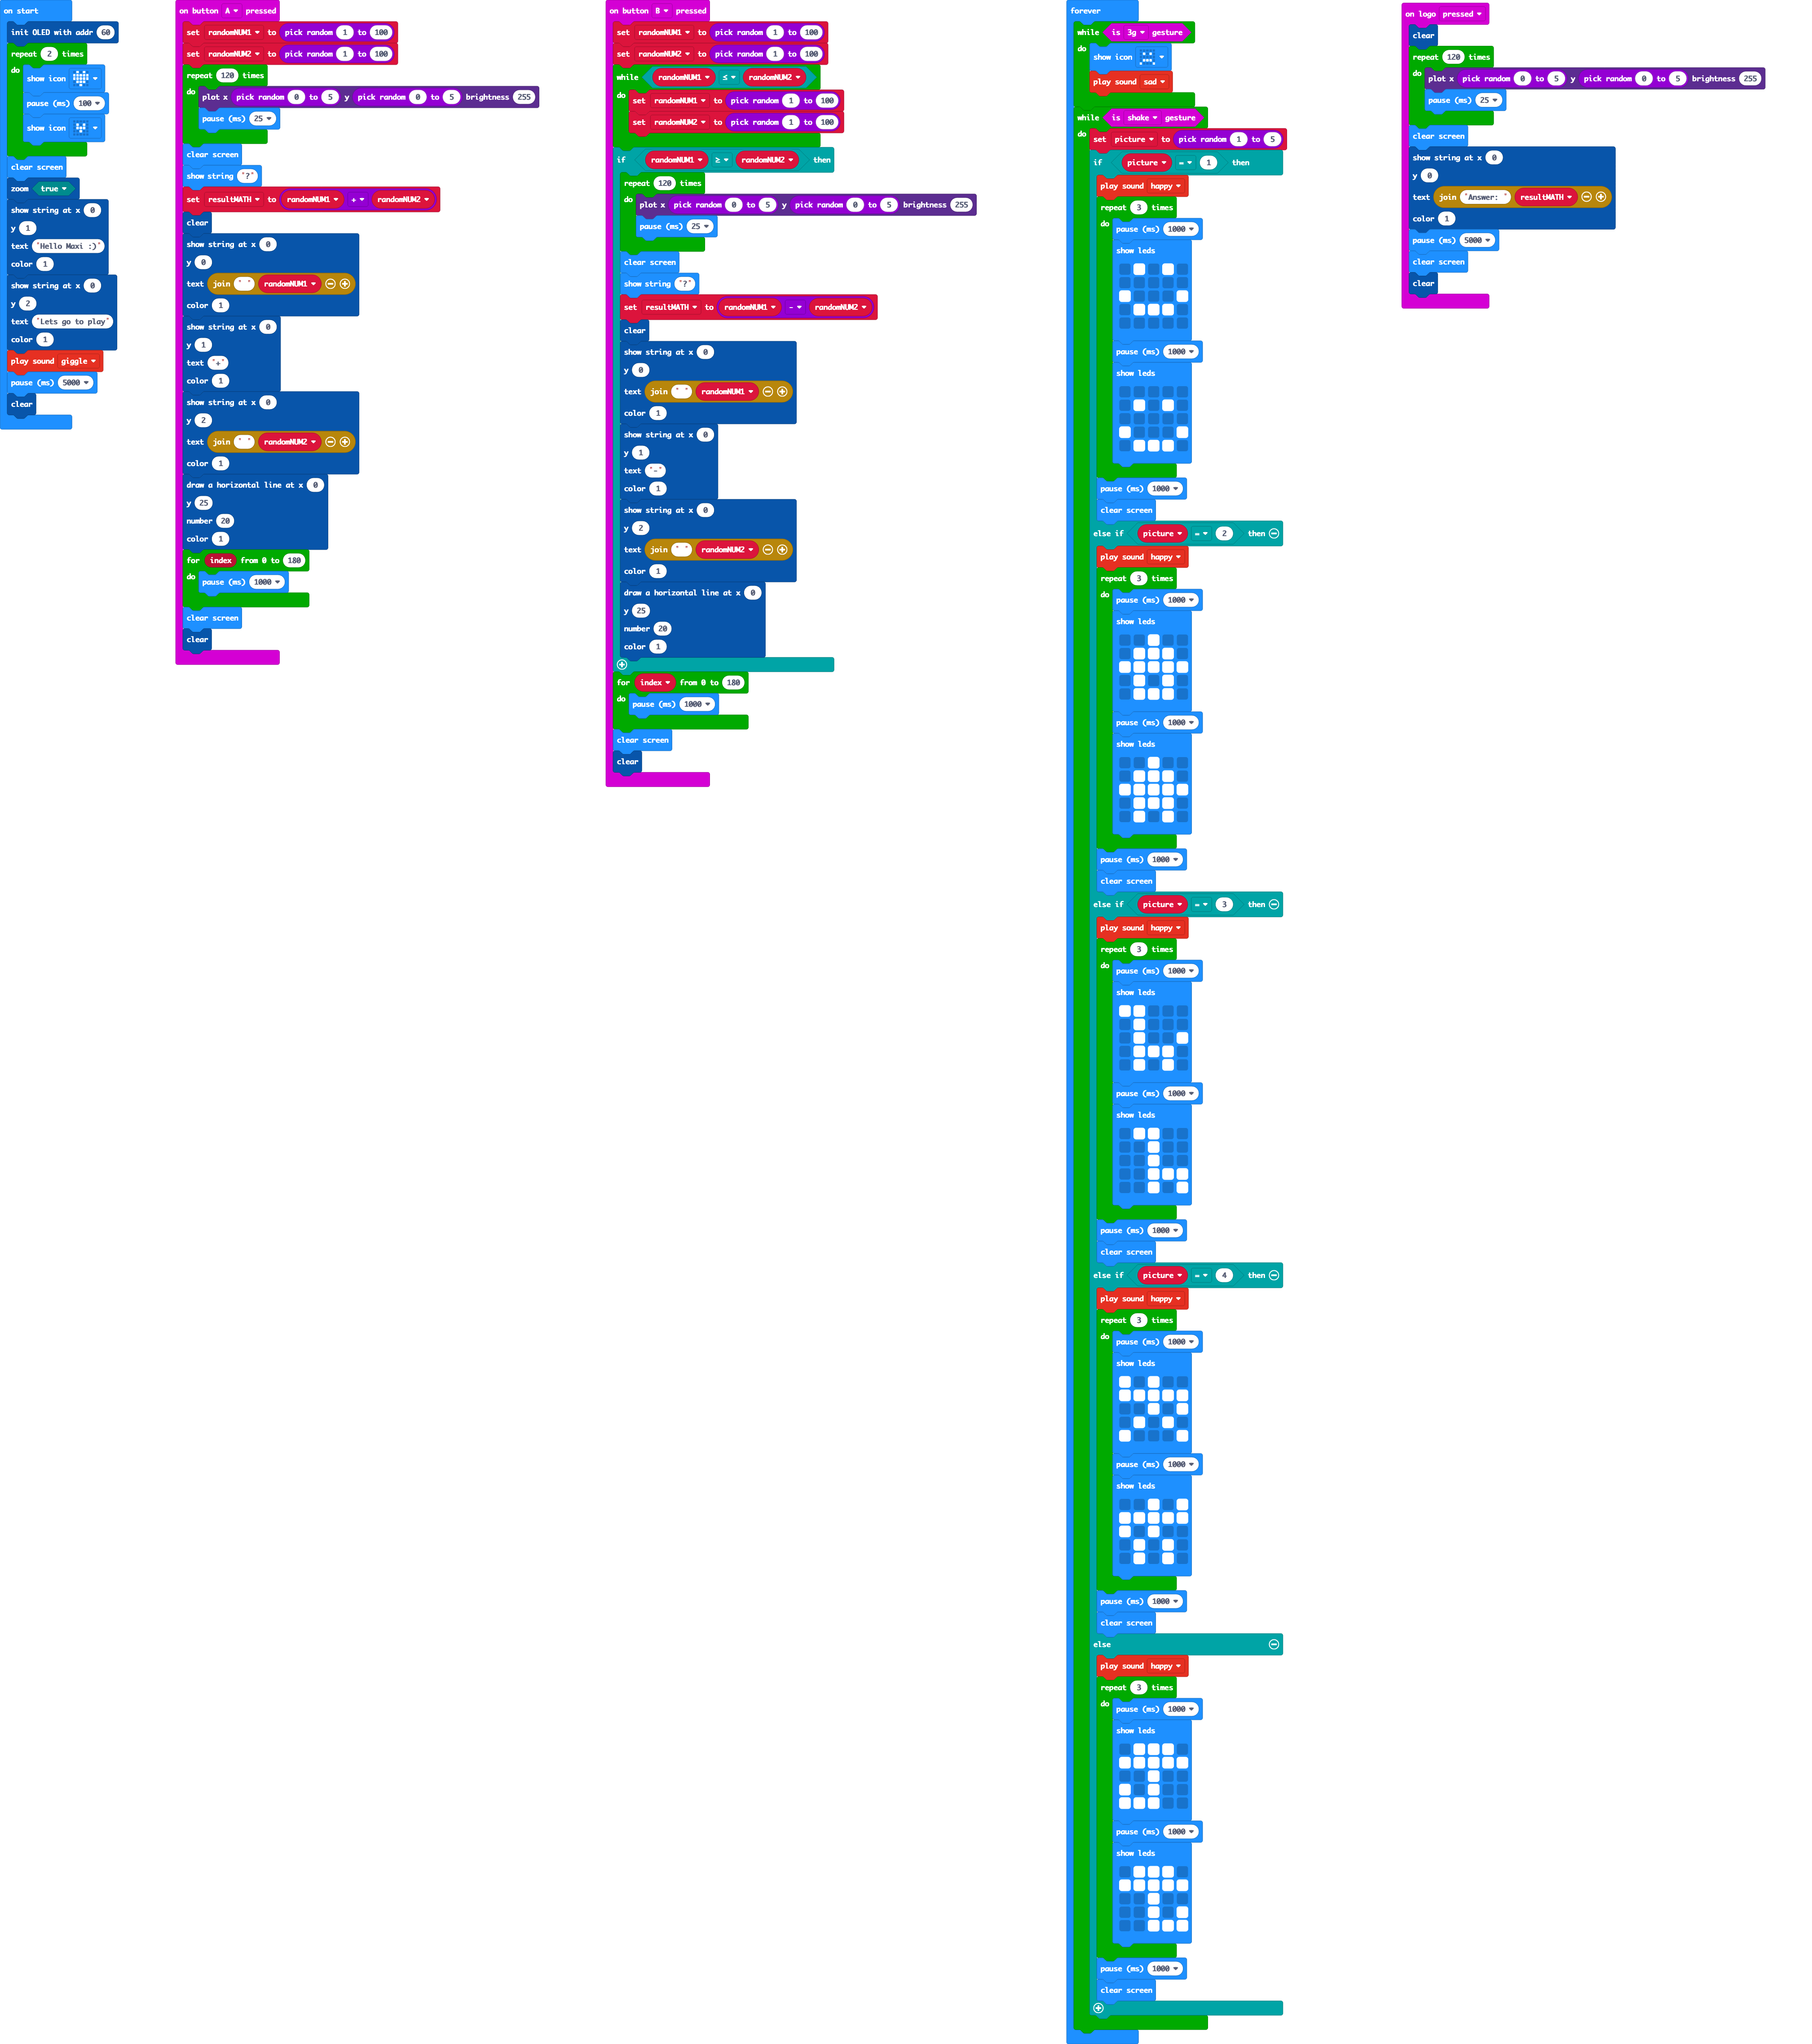 on start
init OLED with addr 60
repeat 2 times
do
show icon
pause (ms) 100
show icon
clear screen
zoom true
show string at x 0
y 1
text "Hello Maxi :)"
color 1
show string at x 0
y 2
text "Lets go to play"
color 1
play sound giggle
pause (ms) 5000
clear
on button A pressed
set randomNUM1 to pick random 1 to 100
set randomNUM2 to pick random 1 to 100
repeat 120 times
do plot x pick random 0 to 5 y pick random 0 to 5 brightness 255
pause (ms) 25
clear screen
show string "?"
set resultMATH to randomNUM1 + randomNUM2
clear
show string at x 0
y 0
text join " " randomNUM1
color 1
show string at x 0
y 1
text "+"
color 1
show string at x 0
y 2
text join " " randomNUM2
color 1
draw a horizontal line at x 0
y 25
number 20
color 1
for index from 0 to 180
do pause (ms) 1000
clear screen
clear
on button B pressed
set randomNUM1 to pick random 1 to 100
set randomNUM2 to pick random 1 to 100
while randomNUM1 ≤ randomNUM2
do set randomNUM1 to pick random 1 to 100
set randomNUM2 to pick random 1 to 100
if randomNUM1 ≥ randomNUM2 then
repeat 120 times
do plot x pick random 0 to 5 y pick random 0 to 5 brightness 255
pause (ms) 25
clear screen
show string "?"
set resultMATH to randomNUM1 - randomNUM2
clear
show string at x 0
y 0
text join " " randomNUM1
color 1
show string at x 0
y 1
text "-"
color 1
show string at x 0
y 2
text join " " randomNUM2
color 1
draw a horizontal line at x 0
y 25
number 20
color 1
for index from 0 to 180
do pause (ms) 1000
clear screen
clear
forever
while is 3g gesture
do show icon
play sound sad
while is shake gesture
do set picture to pick random 1 to 5
if picture = 1 then
play sound happy
repeat 3 times
do pause (ms) 1000
show leds
pause (ms) 1000
show leds
pause (ms) 1000
clear screen
else if picture = 2 then
play sound happy
repeat 3 times
do pause (ms) 1000
show leds
pause (ms) 1000
show leds
pause (ms) 1000
clear screen
else if picture = 3 then
play sound happy
repeat 3 times
do pause (ms) 1000
show leds
pause (ms) 1000
show leds
pause (ms) 1000
clear screen
else if picture = 4 then
play sound happy
repeat 3 times
do pause (ms) 1000
show leds
pause (ms) 1000
show leds
pause (ms) 1000
clear screen
else
play sound happy
repeat 3 times
do pause (ms) 1000
show leds
pause (ms) 1000
show leds
pause (ms) 1000
clear screen
on logo pressed
clear
repeat 120 times
do plot x pick random 0 to 5 y pick random 0 to 5 brightness 255
pause (ms) 25
clear screen
show string at x 0
y 0
text join "Answer: " resultMATH
color 1
pause (ms) 5000
clear screen
clear